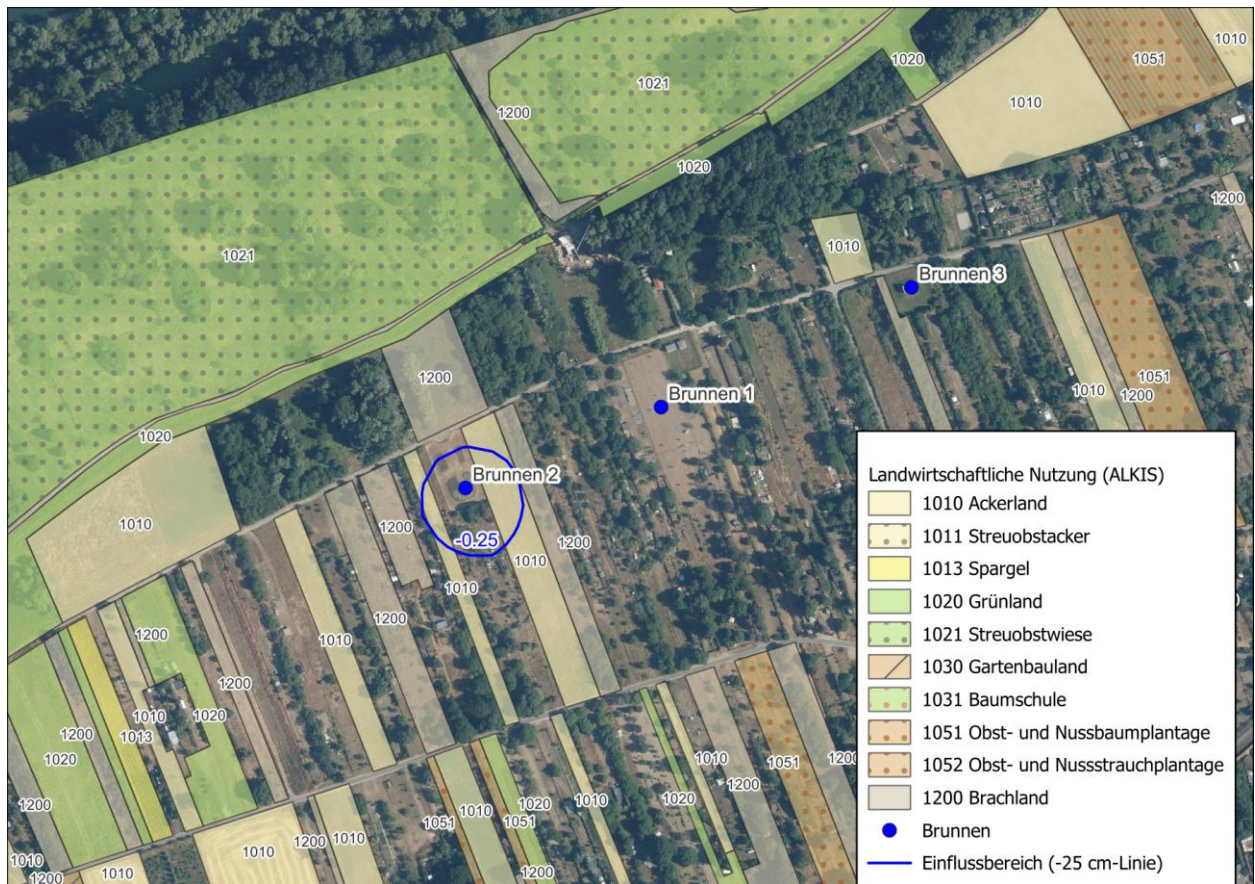 1010
1051
1020
1021
1010
1200
1020
1200
1021
1010
Brunnen 3
1200
1010
1200
1051
Brunnen 1
1020
Brunnen 2
-0.25
1010
1200
1010
1200
1010
1200
1010
1200
1200
1010
1020
1013
1200
1020
1200
1010
1051
1010
1051
1020
1200
1010
1020
1010
1200
1051
1200
1010
1200
1010
Landwirtschaftliche Nutzung (ALKIS)
1010 Ackerland
1011 Streuobstacker
1013 Spargel
1020 Grünland
1021 Streuobstwiese
1030 Gartenbauland
1031 Baumschule
1051 Obst- und Nussbaumplantage
1052 Obst- und Nussstrauchplantage
1200 Brachland
Brunnen
Einflussbereich (-25 cm-Linie)